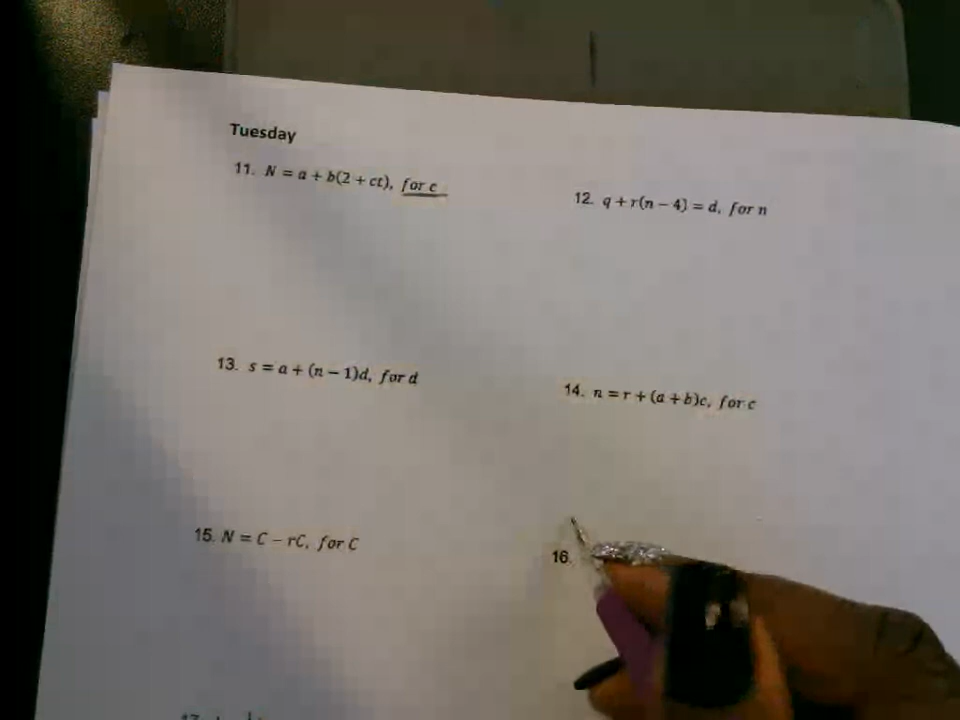 Tuesday
11. N = a + b(2 + ct), for c
12. q + r(n − 4) = d, for n
13. s = a + (n − 1)d, for d
14. n = r + (a + b)c, for c
15. N = C − rC, for C
16.